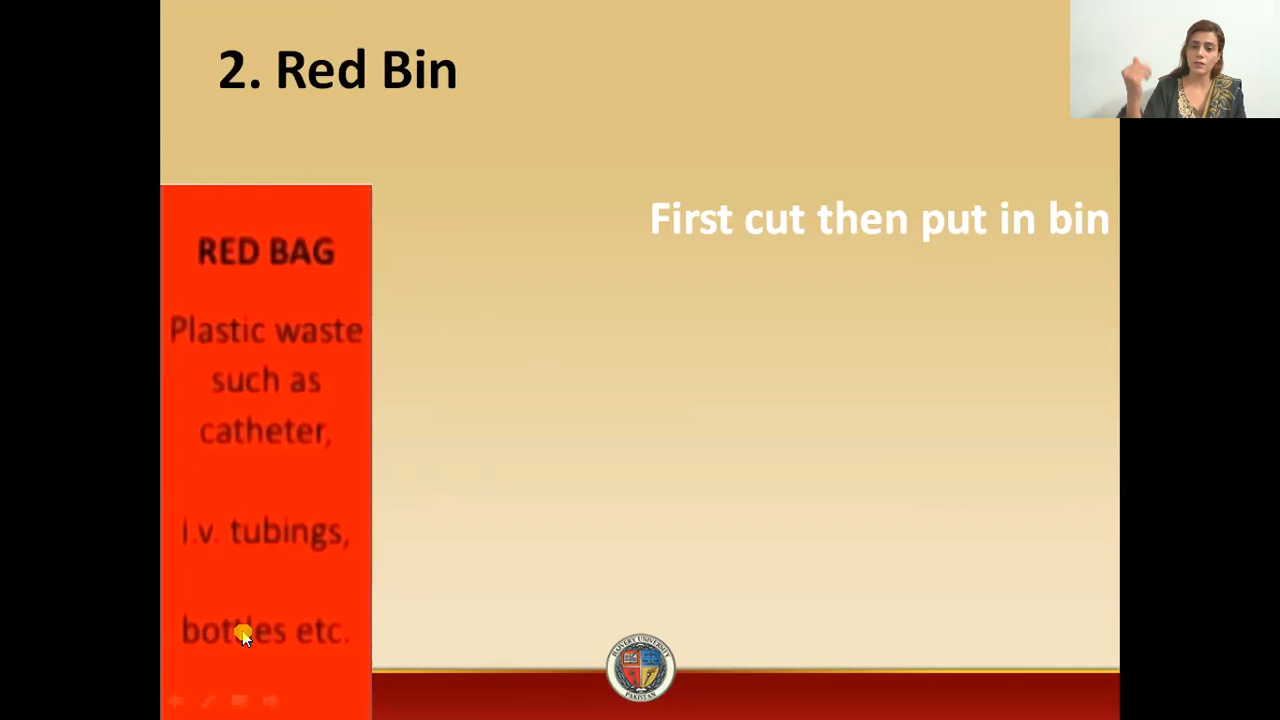 2. Red Bin
First cut then put in bin
RED BAG
Plastic waste
such as
catheter,
i.v. tubings,
bottles etc.
PAKISTAN